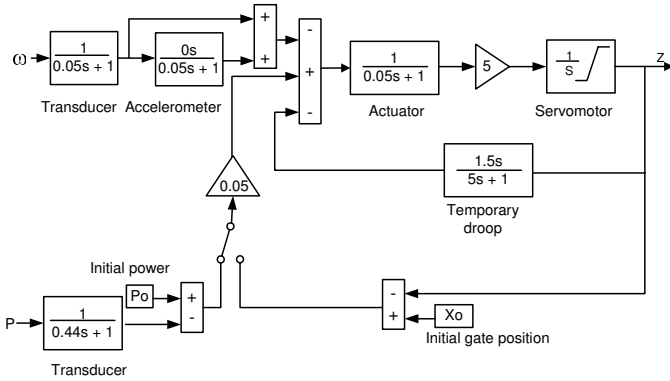 ω
1
0.05s + 1
Transducer
0s
0.05s + 1
Accelerometer
+
+
-
+
-
1
0.05s + 1
Actuator
5
1
S
Servomotor
Z
1.5s
5s + 1
Temporary
droop
0.05
Initial power
Po
+
-
P
1
0.44s + 1
Transducer
-
+
Xo
Initial gate position